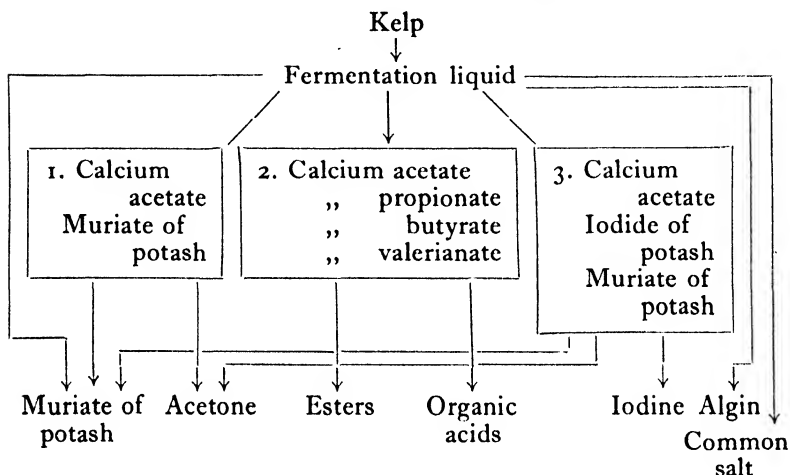 Kelp
Fermentation liquid
1. Calcium
acetate
Muriate of
potash
2. Calcium acetate
„ propionate
„ butyrate
„ valerianate
3. Calcium
acetate
Iodide of
potash
Muriate of
potash
Muriate of
potash
Acetone
Esters
Organic
acids
Iodine
Algin
Common
salt